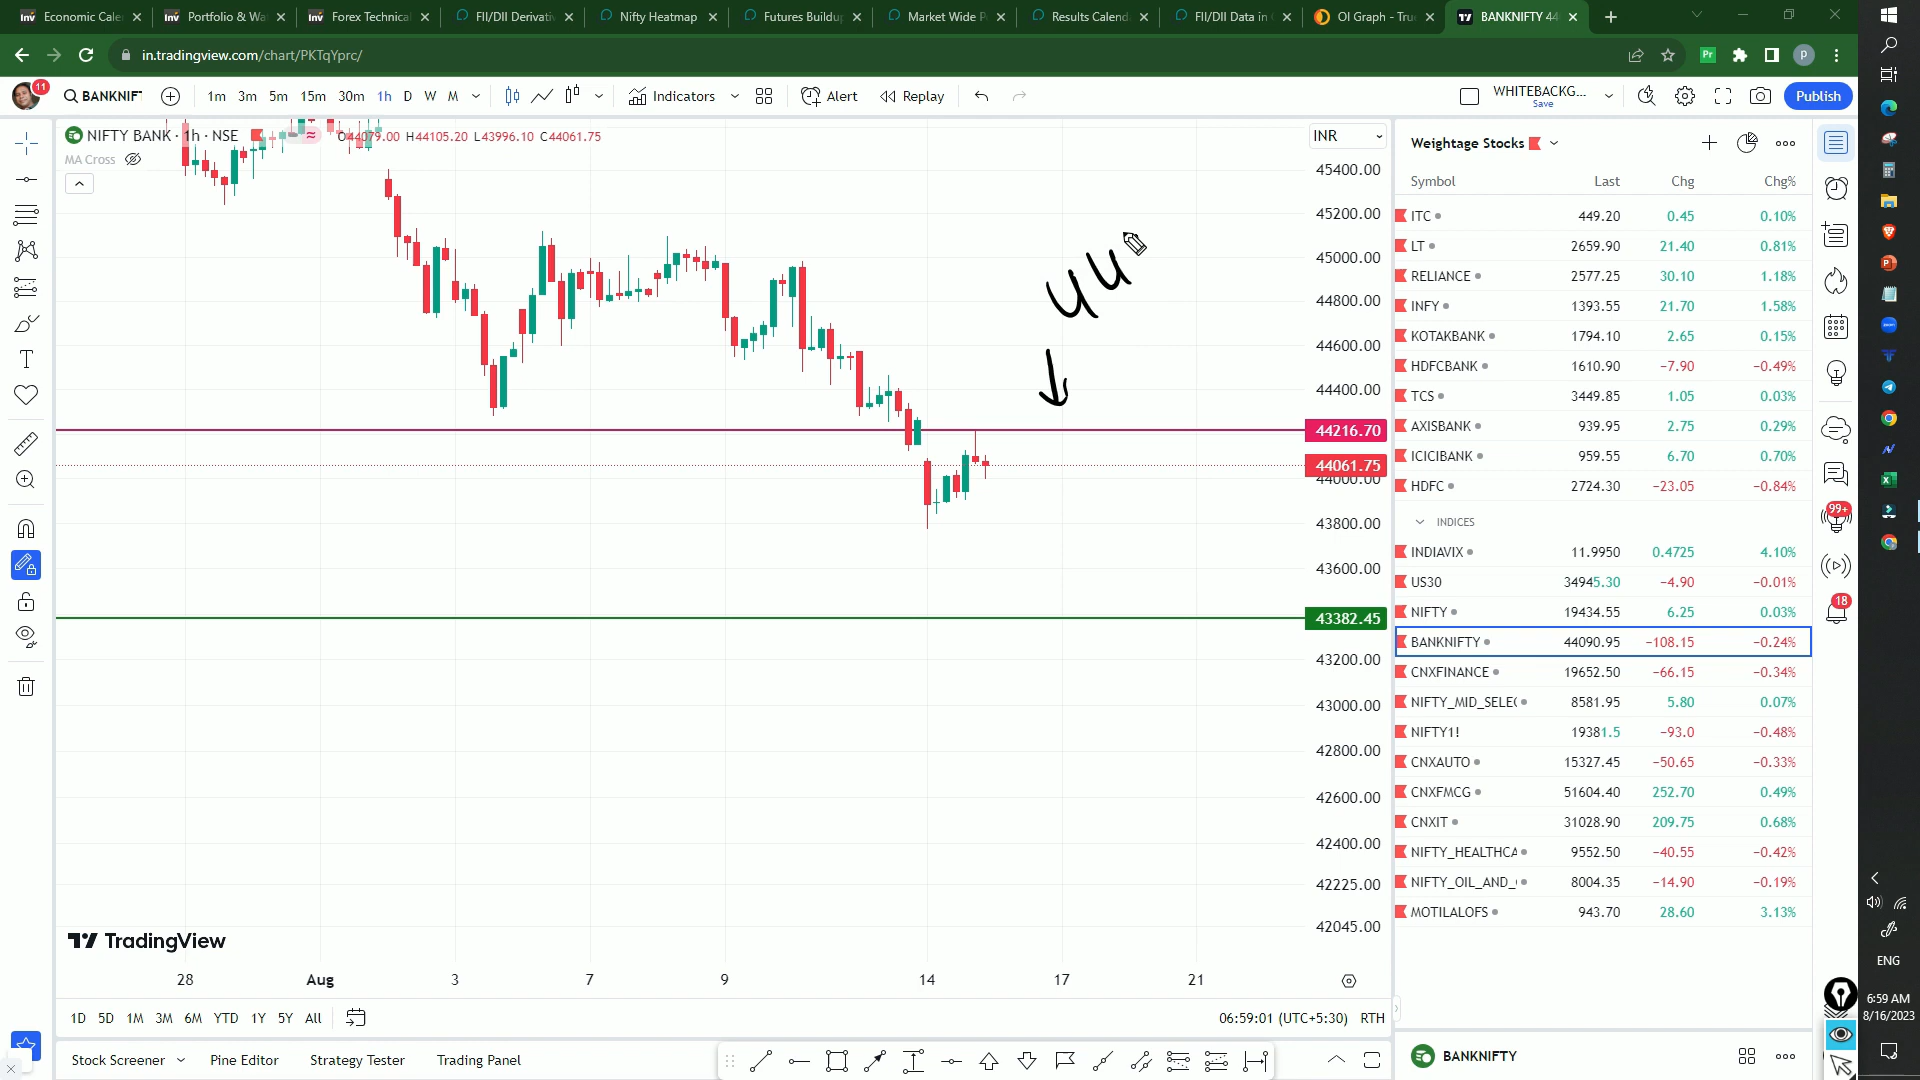 Economic Cale
Portfolio & Wa
Forex Technical
FII/DII Derivati
Nifty Heatmap
Futures Buildup
Market Wide P
Results Calenda
FII/DII Data in
OI Graph - True
BANKNIFTY 44
in.tradingview.com/chart/PKTqYprc/
Pr
p
11
BANKNIFT
1m 3m 5m 15m 30m 1h D W M
Indicators
Alert
Replay
WHITEBACKG...
Save
Publish
NIFTY BANK · 1h · NSE
O44079.00 H44105.20 L43996.10 C44061.75
MA Cross
INR
45400.00
45200.00
45000.00
44800.00
44600.00
44400.00
44216.70
44061.75
44000.00
43800.00
43600.00
43382.45
43200.00
43000.00
42800.00
42600.00
42400.00
42225.00
42045.00
TradingView
28 Aug 3 7 9 14 17 21
1D 5D 1M 3M 6M YTD 1Y 5Y All
06:59:01 (UTC+5:30) RTH
Stock Screener
Pine Editor
Strategy Tester
Trading Panel
Weightage Stocks
Symbol Last Chg Chg%
ITC 449.20 0.45 0.10%
LT 2659.90 21.40 0.81%
RELIANCE 2577.25 30.10 1.18%
INFY 1393.55 21.70 1.58%
KOTAKBANK 1794.10 2.65 0.15%
HDFCBANK 1610.90 −7.90 −0.49%
TCS 3449.85 1.05 0.03%
AXISBANK 939.95 2.75 0.29%
ICICIBANK 959.55 6.70 0.70%
HDFC 2724.30 −23.05 −0.84%
INDICES
INDIAVIX 11.9950 0.4725 4.10%
US30 34945.30 −4.90 −0.01%
NIFTY 19434.55 6.25 0.03%
BANKNIFTY 44090.95 −108.15 −0.24%
CNXFINANCE 19652.50 −66.15 −0.34%
NIFTY_MID_SELEC 8581.95 5.80 0.07%
NIFTY1! 19381.5 −93.0 −0.48%
CNXAUTO 15327.45 −50.65 −0.33%
CNXFMCG 51604.40 252.70 0.49%
CNXIT 31028.90 209.75 0.68%
NIFTY_HEALTHCA 9552.50 −40.55 −0.42%
NIFTY_OIL_AND_ 8004.35 −14.90 −0.19%
MOTILALOFS 943.70 28.60 3.13%
BANKNIFTY
99+
18
ENG
6:59 AM
8/16/2023